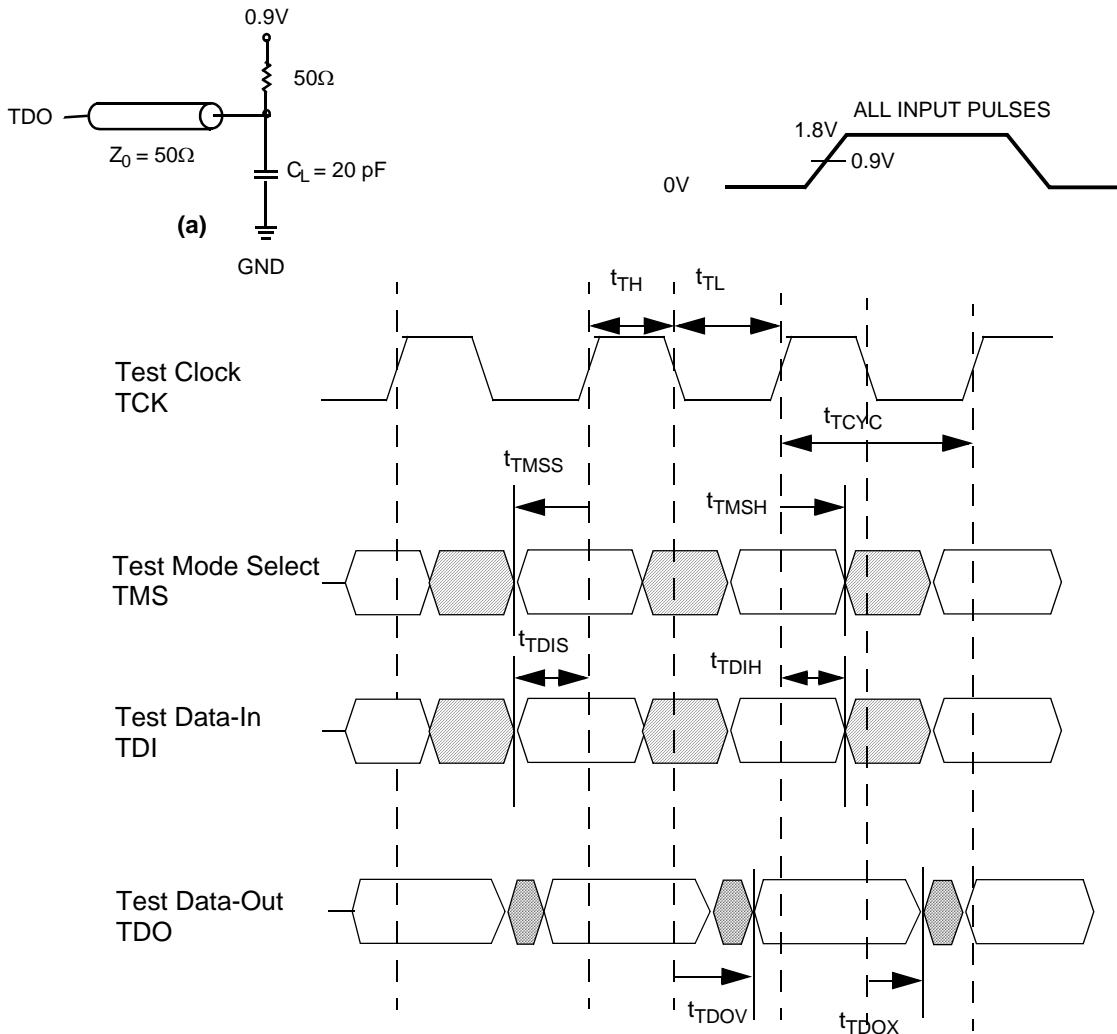 0.9V
50Ω
TDO
Z0 = 50Ω
CL = 20 pF
(a)
GND
ALL INPUT PULSES
1.8V
0.9V
0V
tTH
tTL
Test Clock
TCK
tTCYC
tTMSS
tTMSH
Test Mode Select
TMS
tTDIS
tTDIH
Test Data-In
TDI
Test Data-Out
TDO
tTDOV
tTDOX